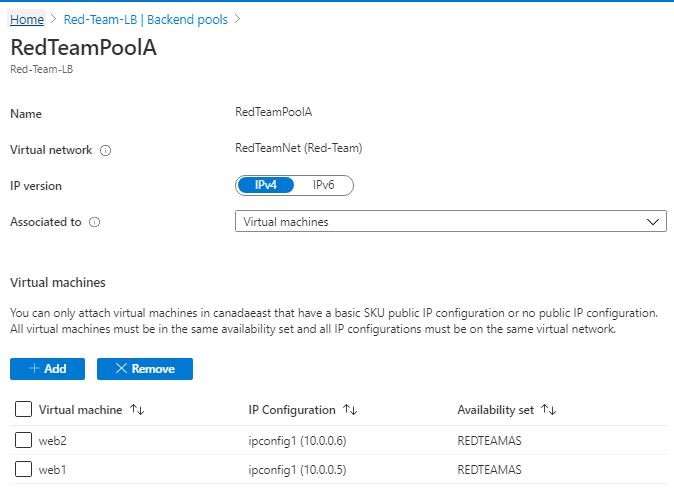 Home > Red-Team-LB | Backend pools >
RedTeamPoolA
Red-Team-LB
Name RedTeamPoolA
Virtual network RedTeamNet (Red-Team)
IP version IPv4 IPv6
Associated to Virtual machines
Virtual machines
You can only attach virtual machines in canadaeast that have a basic SKU public IP configuration or no public IP configuration.
All virtual machines must be in the same availability set and all IP configurations must be on the same virtual network.
+ Add × Remove
Virtual machine ↑↓ IP Configuration ↑↓ Availability set ↑↓
web2 ipconfig1 (10.0.0.6) REDTEAMAS
web1 ipconfig1 (10.0.0.5) REDTEAMAS